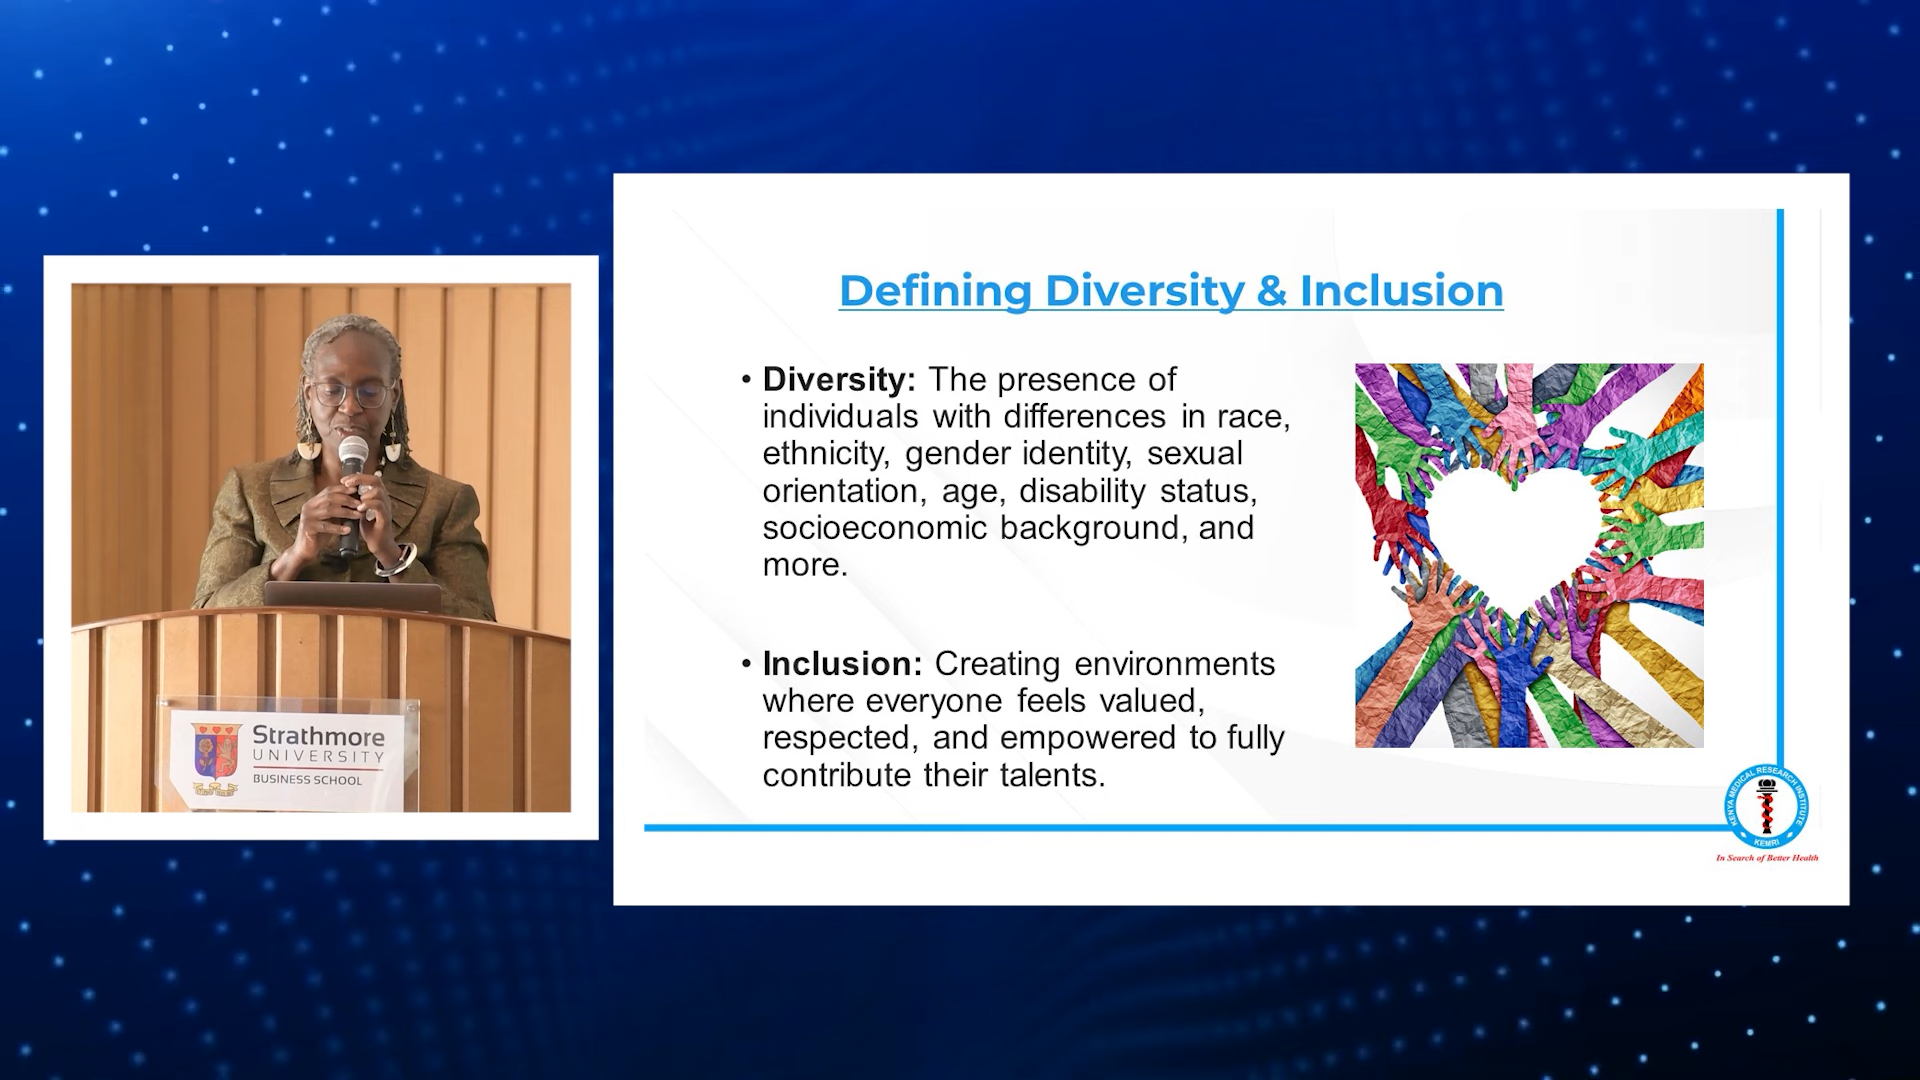 Defining Diversity & Inclusion
• Diversity: The presence of
individuals with differences in race,
ethnicity, gender identity, sexual
orientation, age, disability status,
socioeconomic background, and
more.
• Inclusion: Creating environments
where everyone feels valued,
respected, and empowered to fully
contribute their talents.
KENYA MEDICAL RESEARCH INSTITUTE
KEMRI
In Search of Better Health
Strathmore
UNIVERSITY
BUSINESS SCHOOL